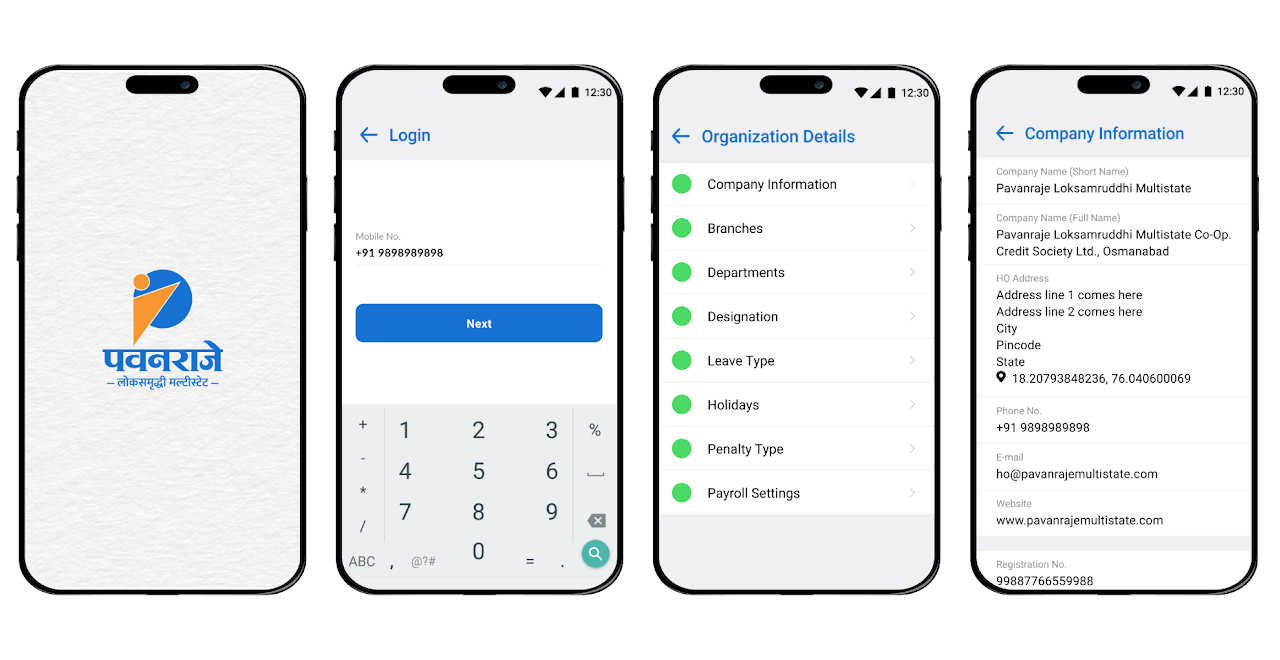 पवनराजे
– लोकसमृद्धी मल्टीस्टेट –
12:30
Login
Mobile No.
+91 9898989898
Next
+ 1 2 3 %
- 4 5 6
* 7 8 9
/ 0
ABC , @?# = .
12:30
Organization Details
Company Information
Branches
Departments
Designation
Leave Type
Holidays
Penalty Type
Payroll Settings
12:30
Company Information
Company Name (Short Name)
Pavanraje Loksamruddhi Multistate
Company Name (Full Name)
Pavanraje Loksamruddhi Multistate Co-Op.
Credit Society Ltd., Osmanabad
HO Address
Address line 1 comes here
Address line 2 comes here
City
Pincode
State
18.20793848236, 76.040600069
Phone No.
+91 9898989898
E-mail
ho@pavanrajemultistate.com
Website
www.pavanrajemultistate.com
Registration No.
99887766559988